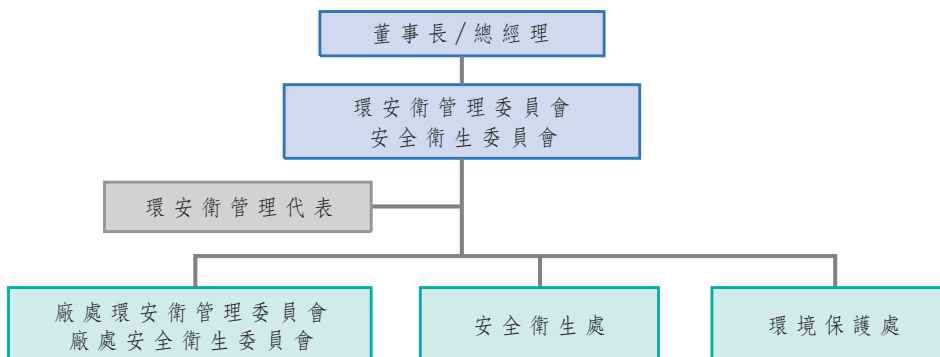 董事長/總經理
環安衛管理委員會
安全衛生委員會
環安衛管理代表
廠處環安衛管理委員會
廠處安全衛生委員會
安全衛生處
環境保護處